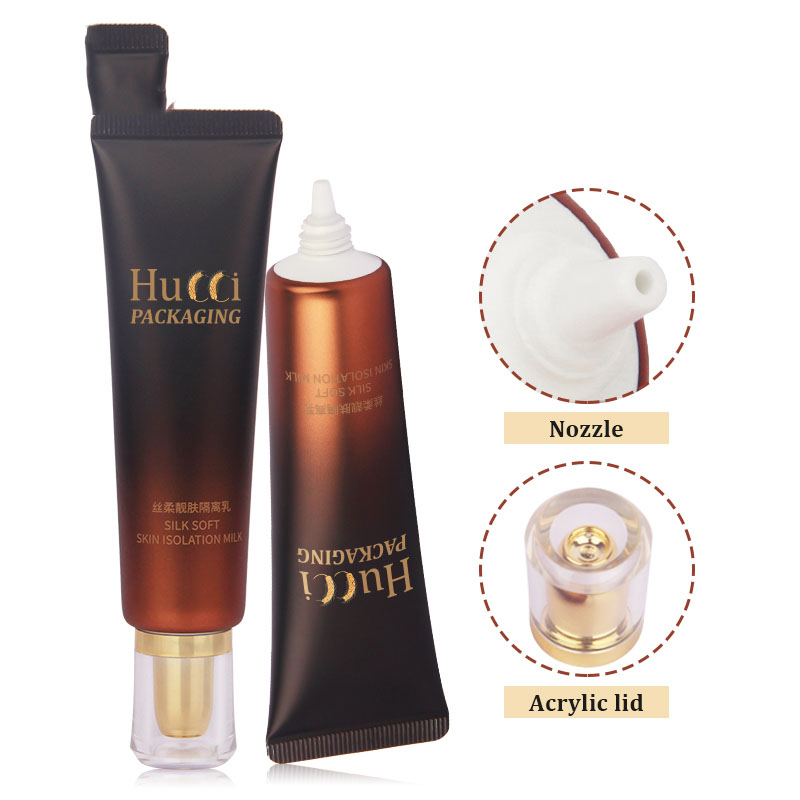 Hucci
PACKAGING
丝柔靓肤隔离乳
SILK SOFT
SKIN ISOLATION MILK
SKIN ISOLATION MILK
SILK SOFT
丝柔靓肤隔离乳
PACKAGING
Hucci
Nozzle
Acrylic lid